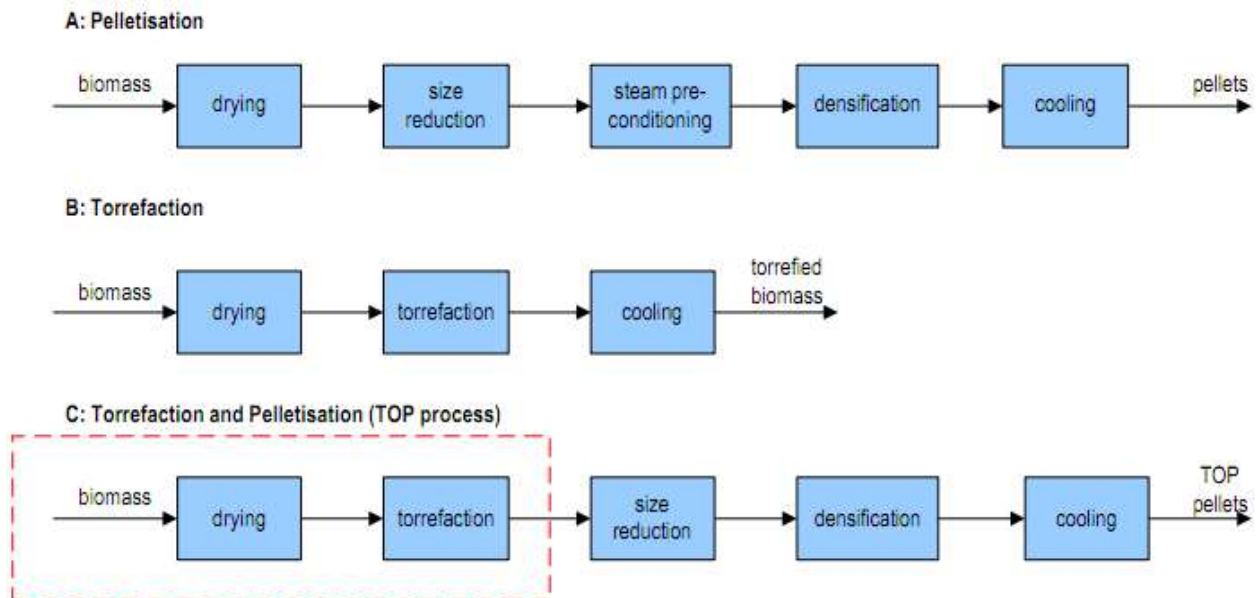 A: Pelletisation
biomass
drying
size
reduction
steam pre-
conditioning
densification
cooling
pellets
B: Torrefaction
biomass
drying
torrefaction
cooling
torrefied
biomass
C: Torrefaction and Pelletisation (TOP process)
biomass
drying
torrefaction
size
reduction
densification
cooling
TOP
pellets